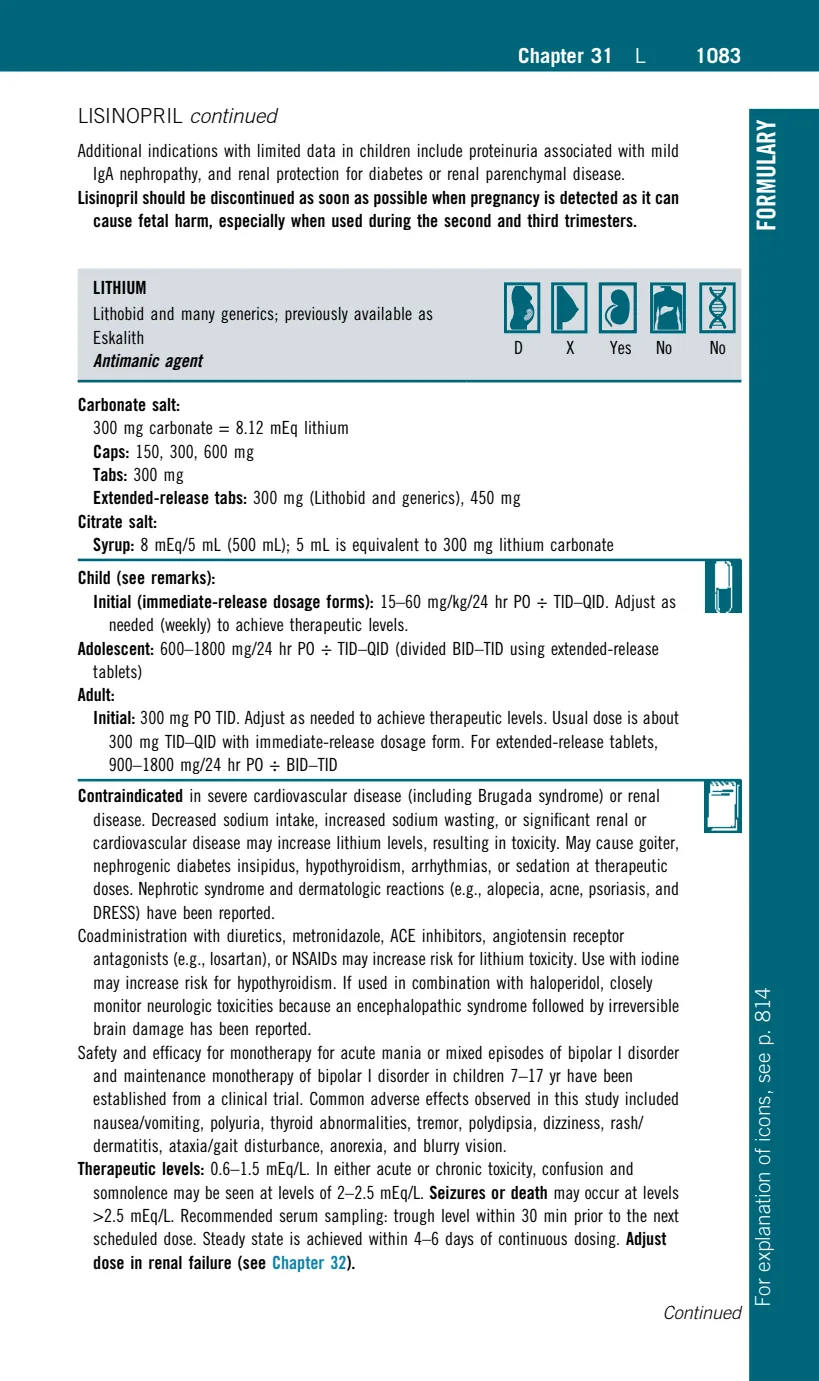 Chapter 31 L 1083
LISINOPRIL continued
Additional indications with limited data in children include proteinuria associated with mild
IgA nephropathy, and renal protection for diabetes or renal parenchymal disease.
Lisinopril should be discontinued as soon as possible when pregnancy is detected as it can
cause fetal harm, especially when used during the second and third trimesters.
LITHIUM
Lithobid and many generics; previously available as
Eskalith
Antimanic agent
D X Yes No No
Carbonate salt:
300 mg carbonate = 8.12 mEq lithium
Caps: 150, 300, 600 mg
Tabs: 300 mg
Extended-release tabs: 300 mg (Lithobid and generics), 450 mg
Citrate salt:
Syrup: 8 mEq/5 mL (500 mL); 5 mL is equivalent to 300 mg lithium carbonate
Child (see remarks):
Initial (immediate-release dosage forms): 15–60 mg/kg/24 hr PO ÷ TID–QID. Adjust as
needed (weekly) to achieve therapeutic levels.
Adolescent: 600–1800 mg/24 hr PO ÷ TID–QID (divided BID–TID using extended-release
tablets)
Adult:
Initial: 300 mg PO TID. Adjust as needed to achieve therapeutic levels. Usual dose is about
300 mg TID–QID with immediate-release dosage form. For extended-release tablets,
900–1800 mg/24 hr PO ÷ BID–TID
Contraindicated in severe cardiovascular disease (including Brugada syndrome) or renal
disease. Decreased sodium intake, increased sodium wasting, or significant renal or
cardiovascular disease may increase lithium levels, resulting in toxicity. May cause goiter,
nephrogenic diabetes insipidus, hypothyroidism, arrhythmias, or sedation at therapeutic
doses. Nephrotic syndrome and dermatologic reactions (e.g., alopecia, acne, psoriasis, and
DRESS) have been reported.
Coadministration with diuretics, metronidazole, ACE inhibitors, angiotensin receptor
antagonists (e.g., losartan), or NSAIDs may increase risk for lithium toxicity. Use with iodine
may increase risk for hypothyroidism. If used in combination with haloperidol, closely
monitor neurologic toxicities because an encephalopathic syndrome followed by irreversible
brain damage has been reported.
Safety and efficacy for monotherapy for acute mania or mixed episodes of bipolar I disorder
and maintenance monotherapy of bipolar I disorder in children 7–17 yr have been
established from a clinical trial. Common adverse effects observed in this study included
nausea/vomiting, polyuria, thyroid abnormalities, tremor, polydipsia, dizziness, rash/
dermatitis, ataxia/gait disturbance, anorexia, and blurry vision.
Therapeutic levels: 0.6–1.5 mEq/L. In either acute or chronic toxicity, confusion and
somnolence may be seen at levels of 2–2.5 mEq/L. Seizures or death may occur at levels
>2.5 mEq/L. Recommended serum sampling: trough level within 30 min prior to the next
scheduled dose. Steady state is achieved within 4–6 days of continuous dosing. Adjust
dose in renal failure (see Chapter 32).
Continued
FORMULARY
For explanation of icons, see p. 814